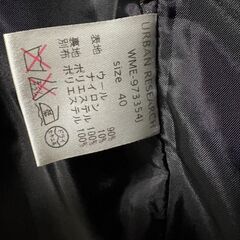 URBAN RESEARCH
WME-973354J
size 40
表地 ウール 90%
ナイロン 10%
裏地 ポリエステル 100%
別布 ポリエステル 100%